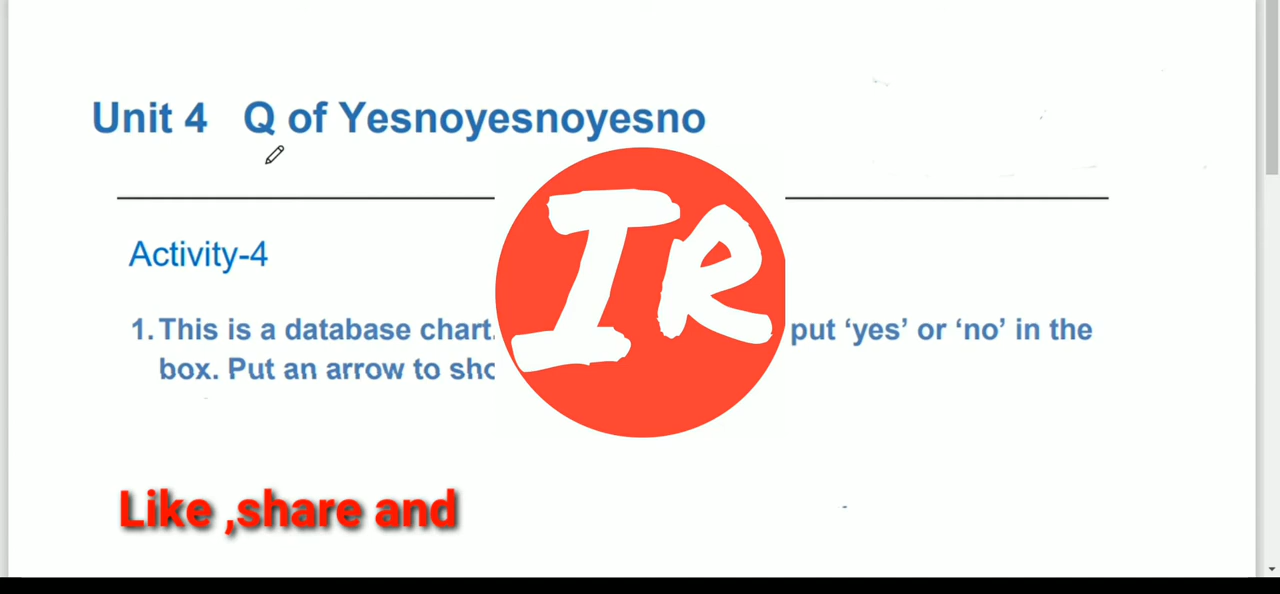 Unit 4 Q of Yesnoyesnoyesno
IR
Activity-4
1. This is a database chart. put ‘yes’ or ‘no’ in the
box. Put an arrow to
Like ,share and